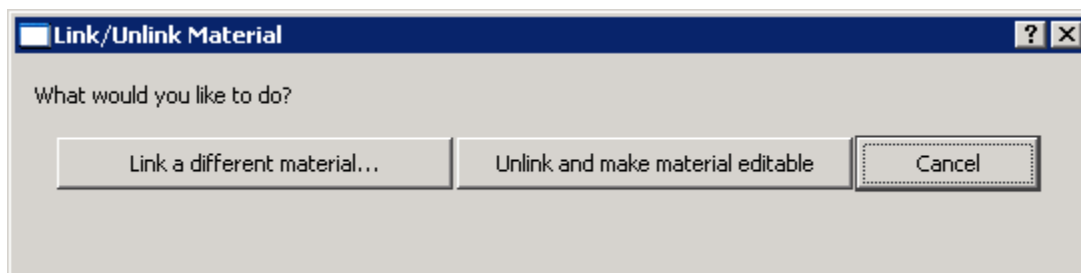 Link/Unlink Material
What would you like to do?
Link a different material... Unlink and make material editable Cancel